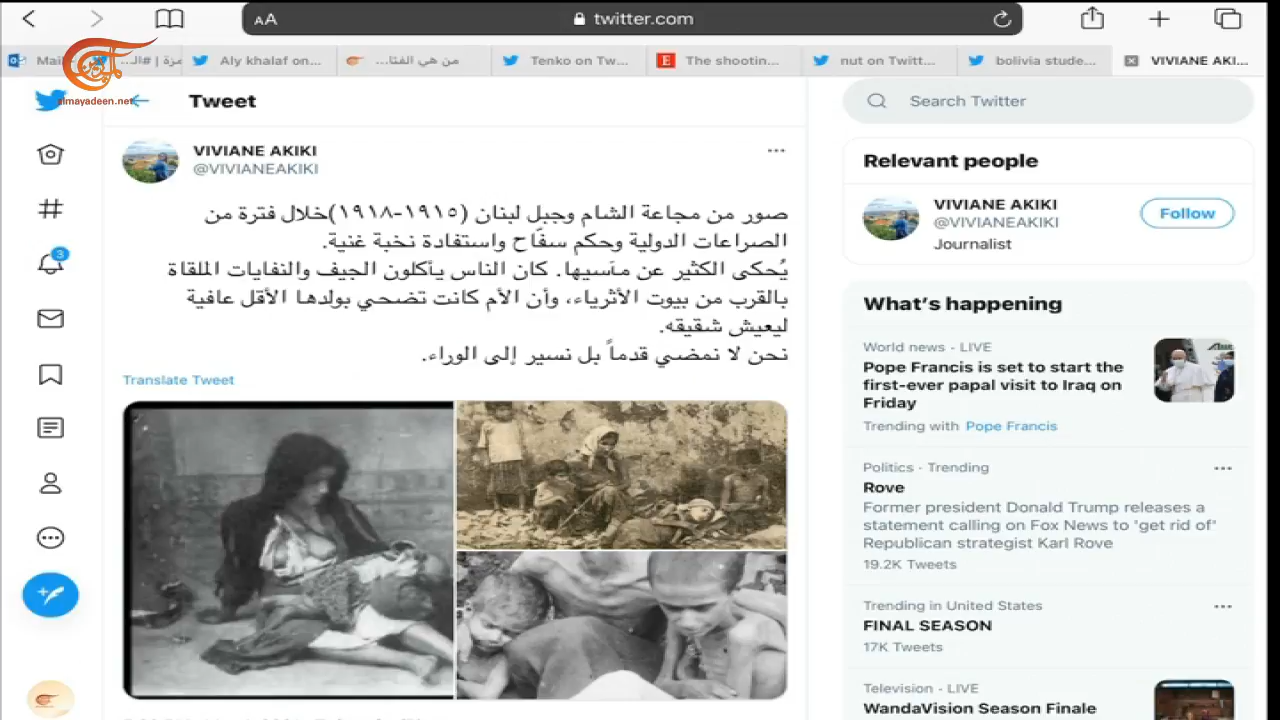 AA
twitter.com
Mai
Aly khalaf on...
من هي الفتا...
Tenko on Tw...
The shootin...
nut on Twitt...
bolivia stude...
VIVIANE AKI...
almayadeen.net
Tweet
Search Twitter
VIVIANE AKIKI
@VIVIANEAKIKI
صور من مجاعة الشام وجبل لبنان (١٩١٥-١٩١٨)خلال فترة من
الصراعات الدولية وحكم سفّاح واستفادة نخبة غنية.
يُحكى الكثير عن مآسيها. كان الناس يأكلون الجيف والنفايات الملقاة
بالقرب من بيوت الأثرياء، وأن الأم كانت تضحي بولدها الأقل عافية
ليعيش شقيقه.
نحن لا نمضي قدماً بل نسير إلى الوراء.
Translate Tweet
3
Relevant people
VIVIANE AKIKI
@VIVIANEAKIKI
Journalist
Follow
What's happening
World news - LIVE
Pope Francis is set to start the
first-ever papal visit to Iraq on
Friday
Trending with Pope Francis
Politics - Trending
Rove
Former president Donald Trump releases a
statement calling on Fox News to 'get rid of'
Republican strategist Karl Rove
19.2K Tweets
Trending in United States
FINAL SEASON
17K Tweets
Television - LIVE
WandaVision Season Finale